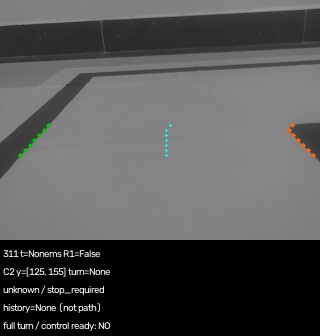 311 t=Nonems R1=False
C2 y=[125, 155] turn=None
unknown / stop_required
history=None (not path)
full turn / control ready: NO